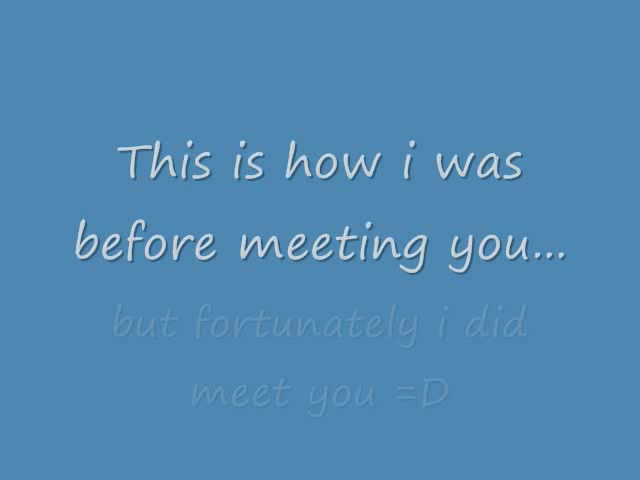 This is how i was
before meeting you...
but fortunately i did
meet you =D